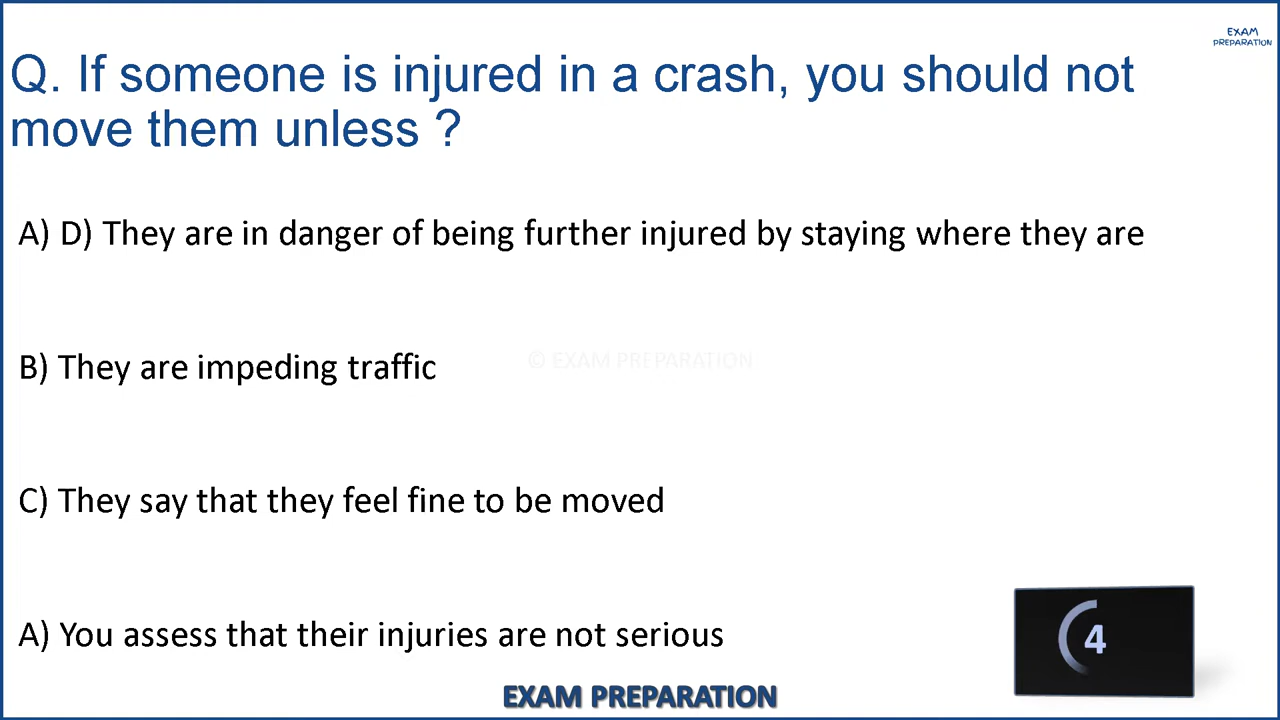 EXAM
PREPARATION
Q. If someone is injured in a crash, you should not
move them unless ?
A) D) They are in danger of being further injured by staying where they are
B) They are impeding traffic
© EXAM PREPARATION
C) They say that they feel fine to be moved
A) You assess that their injuries are not serious
4
EXAM PREPARATION